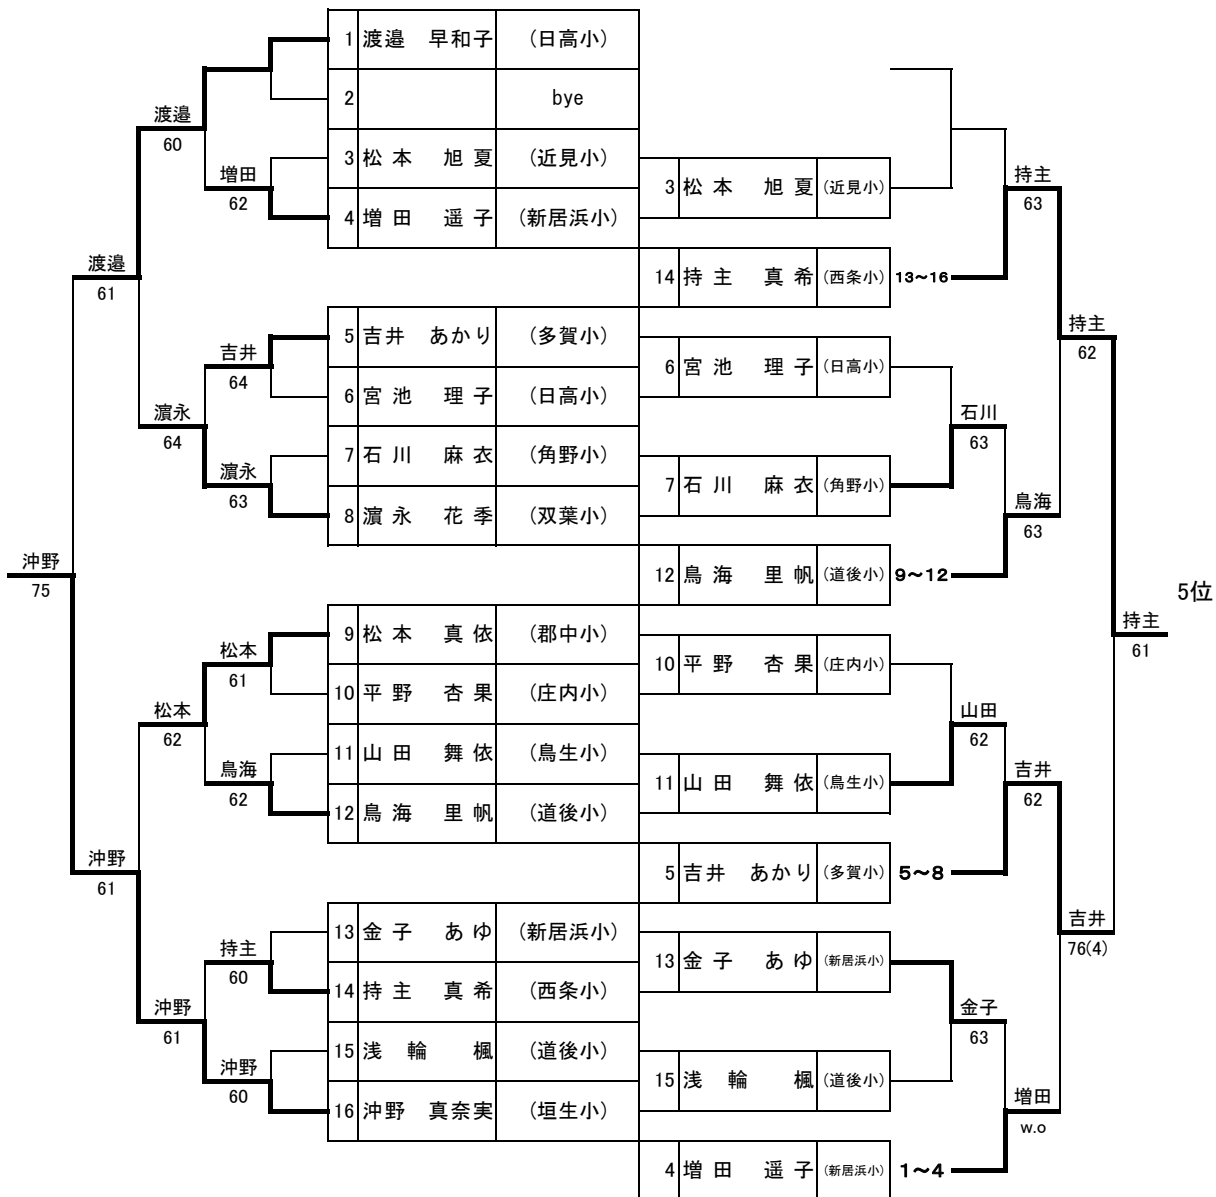 1 渡邉 早和子 (日高小)
2 bye
渡邉
60
3 松本 旭夏 (近見小)
増田
62
4 増田 遥子 (新居浜小)
3 松本 旭夏 (近見小)
持主
63
渡邉
61
14 持主 真希 (西条小) 13~16
5 吉井 あかり (多賀小)
吉井
64
6 宮池 理子 (日高小)
6 宮池 理子 (日高小)
持主
62
濵永
64
7 石川 麻衣 (角野小)
石川
63
濵永
63
8 濵永 花季 (双葉小)
7 石川 麻衣 (角野小)
鳥海
63
沖野
75
12 鳥海 里帆 (道後小) 9~12
5位
9 松本 真依 (郡中小)
持主
61
松本
61
10 平野 杏果 (庄内小)
10 平野 杏果 (庄内小)
松本
62
11 山田 舞依 (鳥生小)
山田
62
鳥海
62
12 鳥海 里帆 (道後小)
11 山田 舞依 (鳥生小)
吉井
62
沖野
61
5 吉井 あかり (多賀小) 5~8
13 金子 あゆ (新居浜小)
吉井
76(4)
持主
60
14 持主 真希 (西条小)
13 金子 あゆ (新居浜小)
沖野
61
15 浅輪 楓 (道後小)
金子
63
沖野
60
16 沖野 真奈実 (垣生小)
15 浅輪 楓 (道後小)
増田
w.o
4 増田 遥子 (新居浜小) 1~4